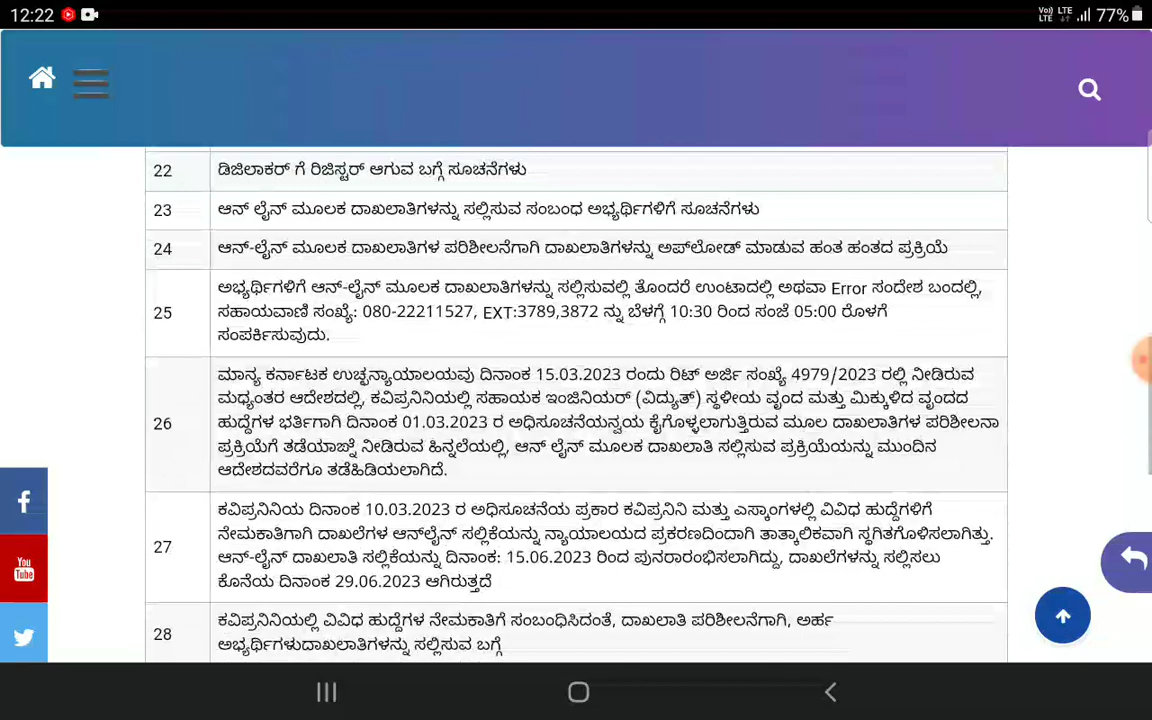 12:22
Vo) LTE
LTE
77%
22
ಡಿಜಿಲಾಕರ್ ಗೆ ರಿಜಿಸ್ಟರ್ ಆಗುವ ಬಗ್ಗೆ ಸೂಚನೆಗಳು
23
ಆನ್ ಲೈನ್ ಮೂಲಕ ದಾಖಲಾತಿಗಳನ್ನು ಸಲ್ಲಿಸುವ ಸಂಬಂಧ ಅಭ್ಯರ್ಥಿಗಳಿಗೆ ಸೂಚನೆಗಳು
24
ಆನ್-ಲೈನ್ ಮೂಲಕ ದಾಖಲಾತಿಗಳ ಪರಿಶೀಲನೆಗಾಗಿ ದಾಖಲಾತಿಗಳನ್ನು ಅಪ್‌ಲೋಡ್ ಮಾಡುವ ಹಂತ ಹಂತದ ಪ್ರಕ್ರಿಯೆ
25
ಅಭ್ಯರ್ಥಿಗಳಿಗೆ ಆನ್-ಲೈನ್ ಮೂಲಕ ದಾಖಲಾತಿಗಳನ್ನು ಸಲ್ಲಿಸುವಲ್ಲಿ ತೊಂದರೆ ಉಂಟಾದಲ್ಲಿ ಅಥವಾ Error ಸಂದೇಶ ಬಂದಲ್ಲಿ,
ಸಹಾಯವಾಣಿ ಸಂಖ್ಯೆ: 080-22211527, EXT:3789,3872 ನ್ನು ಬೆಳಗ್ಗೆ 10:30 ರಿಂದ ಸಂಜೆ 05:00 ರೊಳಗೆ
ಸಂಪರ್ಕಿಸುವುದು.
26
ಮಾನ್ಯ ಕರ್ನಾಟಕ ಉಚ್ಛನ್ಯಾಯಾಲಯವು ದಿನಾಂಕ 15.03.2023 ರಂದು ರಿಟ್ ಅರ್ಜಿ ಸಂಖ್ಯೆ 4979/2023 ರಲ್ಲಿ ನೀಡಿರುವ
ಮಧ್ಯಂತರ ಆದೇಶದಲ್ಲಿ, ಕವಿಪ್ರನಿನಿಯಲ್ಲಿ ಸಹಾಯಕ ಇಂಜಿನಿಯರ್ (ವಿದ್ಯುತ್) ಸ್ಥಳೀಯ ವೃಂದ ಮತ್ತು ಮಿಕ್ಕುಳಿದ ವೃಂದದ
ಹುದ್ದೆಗಳ ಭರ್ತಿಗಾಗಿ ದಿನಾಂಕ 01.03.2023 ರ ಅಧಿಸೂಚನೆಯನ್ವಯ ಕೈಗೊಳ್ಳಲಾಗುತ್ತಿರುವ ಮೂಲ ದಾಖಲಾತಿಗಳ ಪರಿಶೀಲನಾ
ಪ್ರಕ್ರಿಯೆಗೆ ತಡೆಯಾಜ್ಞೆ ನೀಡಿರುವ ಹಿನ್ನಲೆಯಲ್ಲಿ, ಆನ್ ಲೈನ್ ಮೂಲಕ ದಾಖಲಾತಿ ಸಲ್ಲಿಸುವ ಪ್ರಕ್ರಿಯೆಯನ್ನು ಮುಂದಿನ
ಆದೇಶದವರೆಗೂ ತಡೆಹಿಡಿಯಲಾಗಿದೆ.
27
ಕವಿಪ್ರನಿನಿಯ ದಿನಾಂಕ 10.03.2023 ರ ಅಧಿಸೂಚನೆಯ ಪ್ರಕಾರ ಕವಿಪ್ರನಿನಿ ಮತ್ತು ಎಸ್ಕಾಂಗಳಲ್ಲಿ ವಿವಿಧ ಹುದ್ದೆಗಳಿಗೆ
ನೇಮಕಾತಿಗಾಗಿ ದಾಖಲೆಗಳ ಆನ್‌ಲೈನ್ ಸಲ್ಲಿಕೆಯನ್ನು ನ್ಯಾಯಾಲಯದ ಪ್ರಕರಣದಿಂದಾಗಿ ತಾತ್ಕಾಲಿಕವಾಗಿ ಸ್ಥಗಿತಗೊಳಿಸಲಾಗಿತ್ತು.
ಆನ್-ಲೈನ್ ದಾಖಲಾತಿ ಸಲ್ಲಿಕೆಯನ್ನು ದಿನಾಂಕ: 15.06.2023 ರಿಂದ ಪುನರಾರಂಭಿಸಲಾಗಿದ್ದು, ದಾಖಲೆಗಳನ್ನು ಸಲ್ಲಿಸಲು
ಕೊನೆಯ ದಿನಾಂಕ 29.06.2023 ಆಗಿರುತ್ತದೆ
28
ಕವಿಪ್ರನಿನಿಯಲ್ಲಿ ವಿವಿಧ ಹುದ್ದೆಗಳ ನೇಮಕಾತಿಗೆ ಸಂಬಂಧಿಸಿದಂತೆ, ದಾಖಲಾತಿ ಪರಿಶೀಲನೆಗಾಗಿ, ಅರ್ಹ
ಅಭ್ಯರ್ಥಿಗಳುದಾಖಲಾತಿಗಳನ್ನು ಸಲ್ಲಿಸುವ ಬಗ್ಗೆ
f
You
Tube